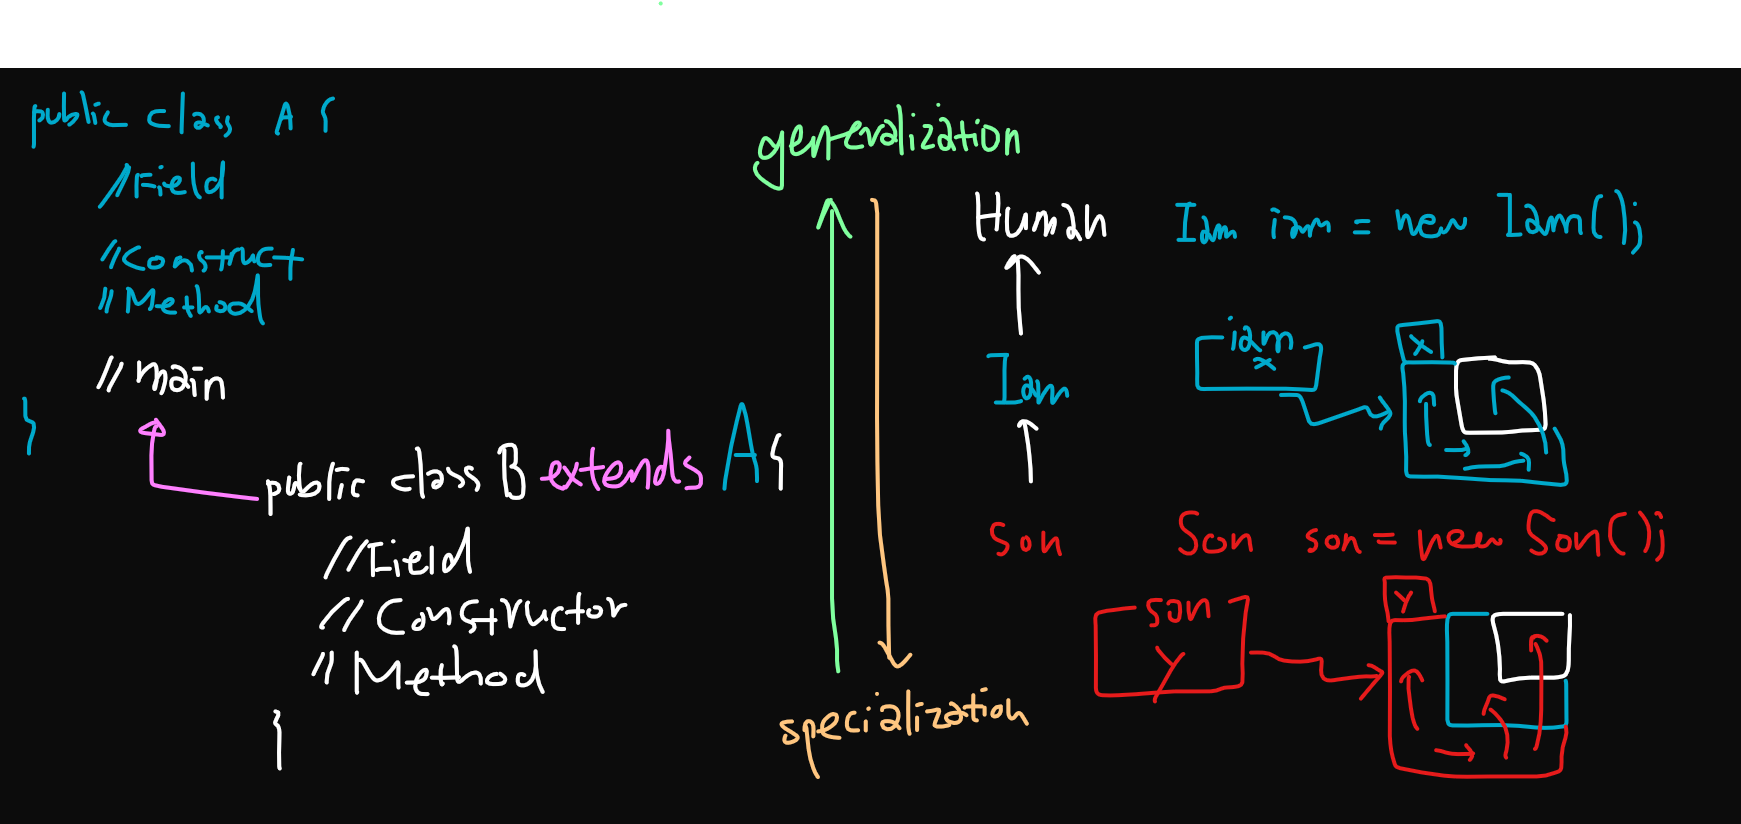 public class A {
//Field
//Construct
//Method
//main
}
public class B extends A {
//Field
//Constructor
//Method
}
generalization
specialization
Human
Iam
Son
Iam iam = new Iam();
iam
x
x
Son son = new Son();
son
y
y